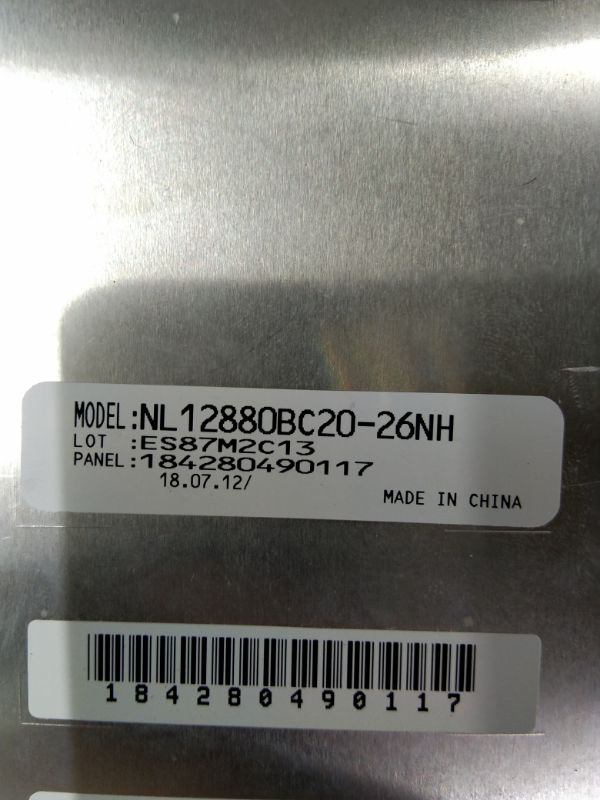 MODEL:NL12880BC20-26NH
LOT :ES87M2C13
PANEL:184280490117
18.07.12/
MADE IN CHINA
184280490117